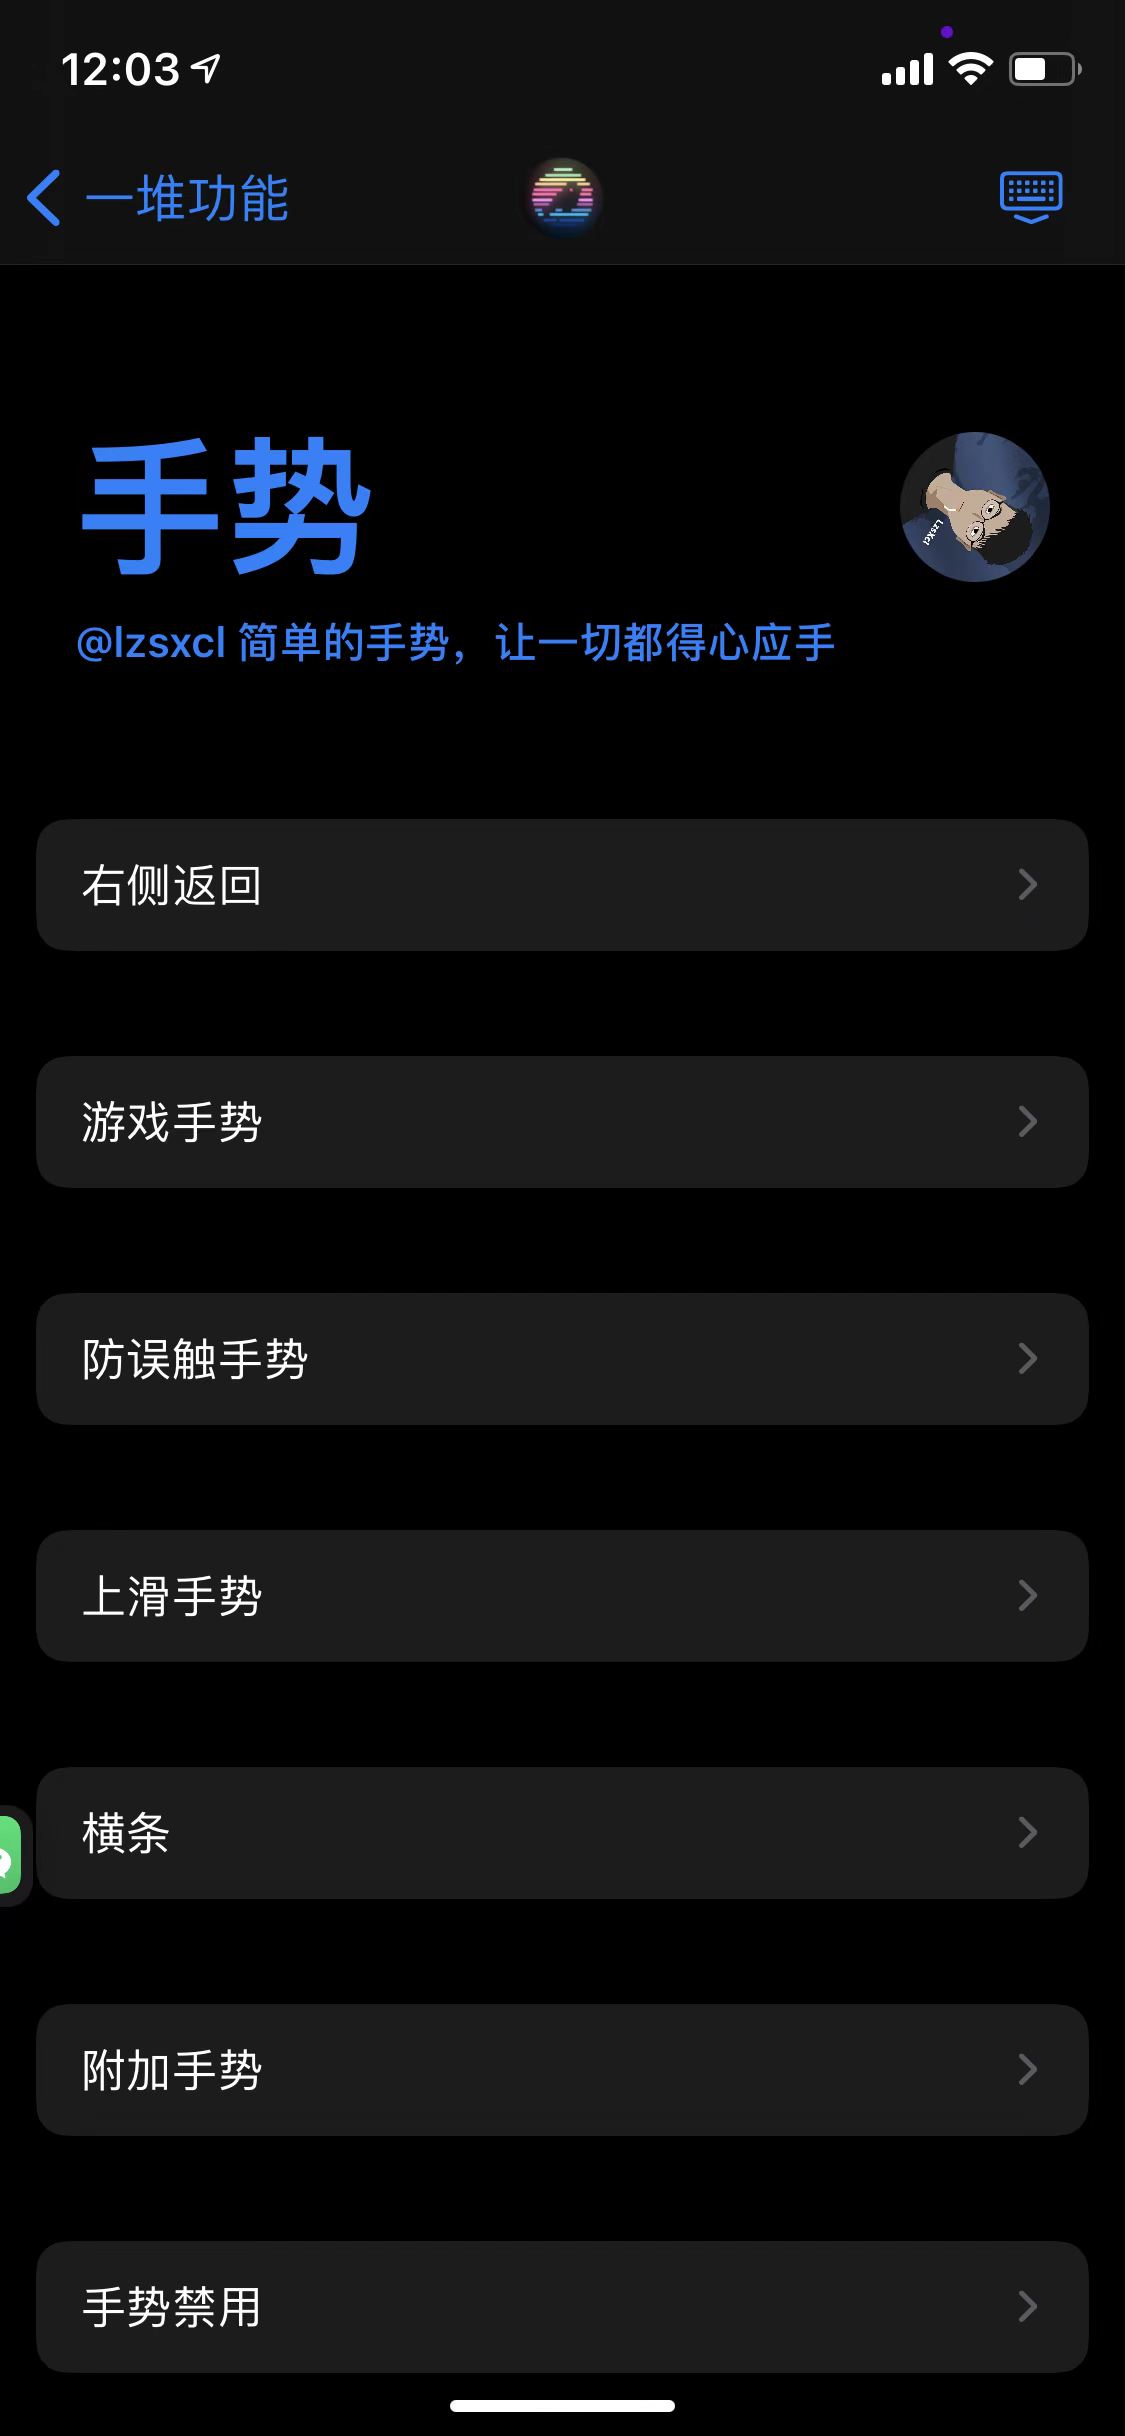 12:03
一堆功能
手势
Lzsxcl
@lzsxcl 简单的手势，让一切都得心应手
右侧返回
游戏手势
防误触手势
上滑手势
横条
附加手势
手势禁用